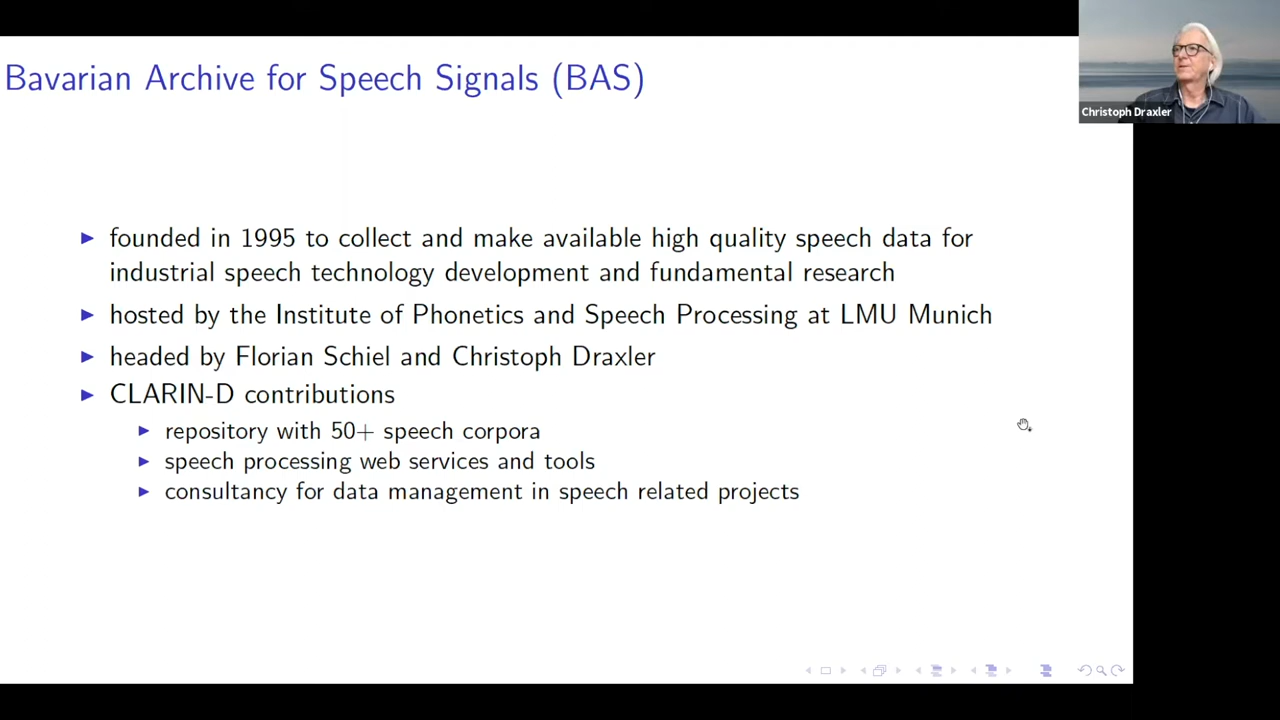 Bavarian Archive for Speech Signals (BAS)
Christoph Draxler
founded in 1995 to collect and make available high quality speech data for
industrial speech technology development and fundamental research
hosted by the Institute of Phonetics and Speech Processing at LMU Munich
headed by Florian Schiel and Christoph Draxler
CLARIN-D contributions
repository with 50+ speech corpora
speech processing web services and tools
consultancy for data management in speech related projects